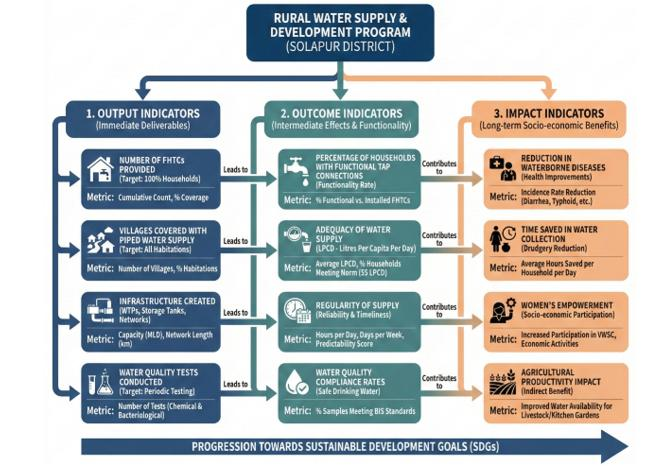 RURAL WATER SUPPLY &
DEVELOPMENT PROGRAM
(SOLAPUR DISTRICT)
1. OUTPUT INDICATORS
(Immediate Deliverables)
NUMBER OF FHTCs
PROVIDED
(Target: 100% Households)
Metric: Cumulative Count, % Coverage
VILLAGES COVERED WITH
PIPED WATER SUPPLY
(Target: All Habitations)
Metric: Number of Villages, % Habitations
INFRASTRUCTURE CREATED
(WTPs, Storage Tanks,
Networks)
Metric: Capacity (MLD), Network Length
(km)
WATER QUALITY TESTS
CONDUCTED
(Target: Periodic Testing)
Metric: Number of Tests (Chemical &
Bacteriological)
Leads to
Leads to
Leads to
Leads to
2. OUTCOME INDICATORS
(Intermediate Effects & Functionality)
PERCENTAGE OF HOUSEHOLDS
WITH FUNCTIONAL TAP
CONNECTIONS
(Functionality Rate)
Metric: % Functional vs. Installed FHTCs
ADEQUACY OF WATER
SUPPLY
(LPCD - Litres Per Capita Per Day)
Metric: Average LPCD, % Households
Meeting Norm (55 LPCD)
REGULARITY OF SUPPLY
(Reliability & Timeliness)
Metric: Hours per Day, Days per Week,
Predictability Score
WATER QUALITY
COMPLIANCE RATES
(Safe Drinking Water)
Metric: % Samples Meeting BIS Standards
Contributes
to
Contributes
to
Contributes
to
Contributes
to
3. IMPACT INDICATORS
(Long-term Socio-economic Benefits)
REDUCTION IN
WATERBORNE DISEASES
(Health Improvements)
Metric: Incidence Rate Reduction
(Diarrhea, Typhoid, etc.)
TIME SAVED IN WATER
COLLECTION
(Drudgery Reduction)
Metric: Average Hours Saved per
Household per Day
WOMEN'S EMPOWERMENT
(Socio-economic Participation)
Metric: Increased Participation in VWSC,
Economic Activities
AGRICULTURAL
PRODUCTIVITY IMPACT
(Indirect Benefit)
Metric: Improved Water Availability for
Livestock/Kitchen Gardens
PROGRESSION TOWARDS SUSTAINABLE DEVELOPMENT GOALS (SDGs)